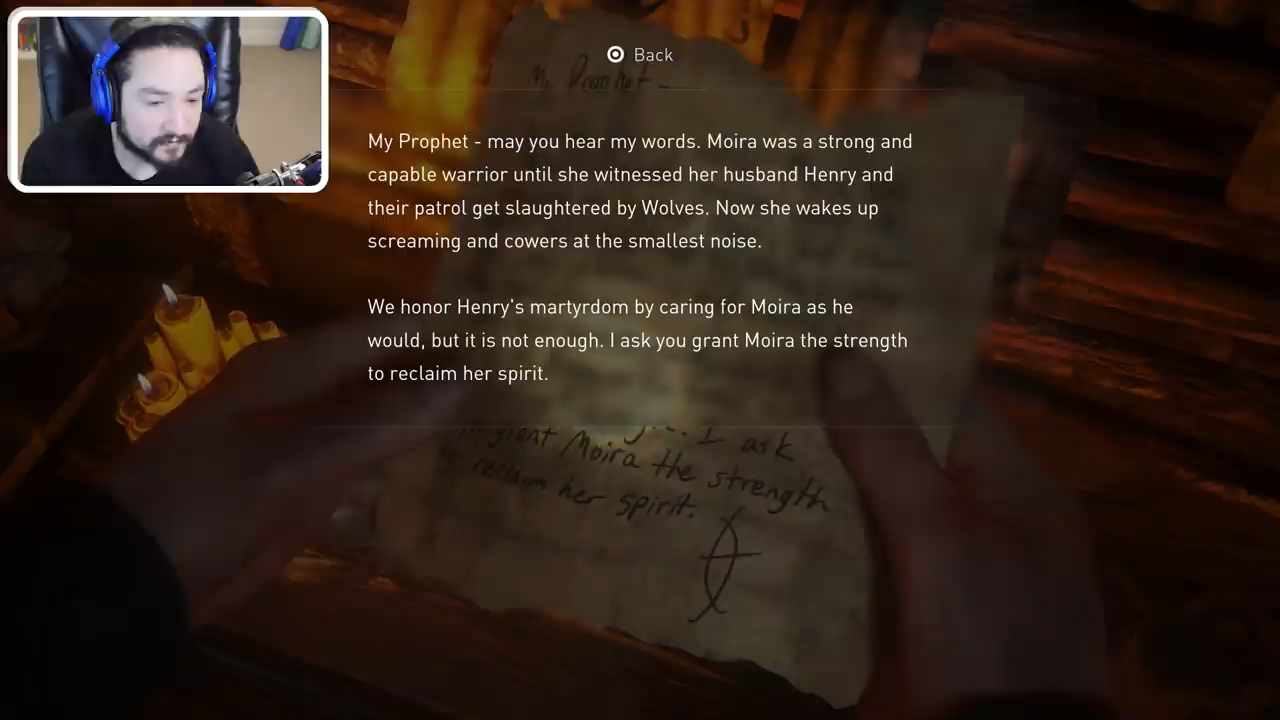 Back
My Prophet -
My Prophet - may you hear my words. Moira was a strong and
capable warrior until she witnessed her husband Henry and
their patrol get slaughtered by Wolves. Now she wakes up
screaming and cowers at the smallest noise.
We honor Henry's martyrdom by caring for Moira as he
would, but it is not enough. I ask you grant Moira the strength
to reclaim her spirit.
I ask
grant Moira the strength
reclaim her spirit.